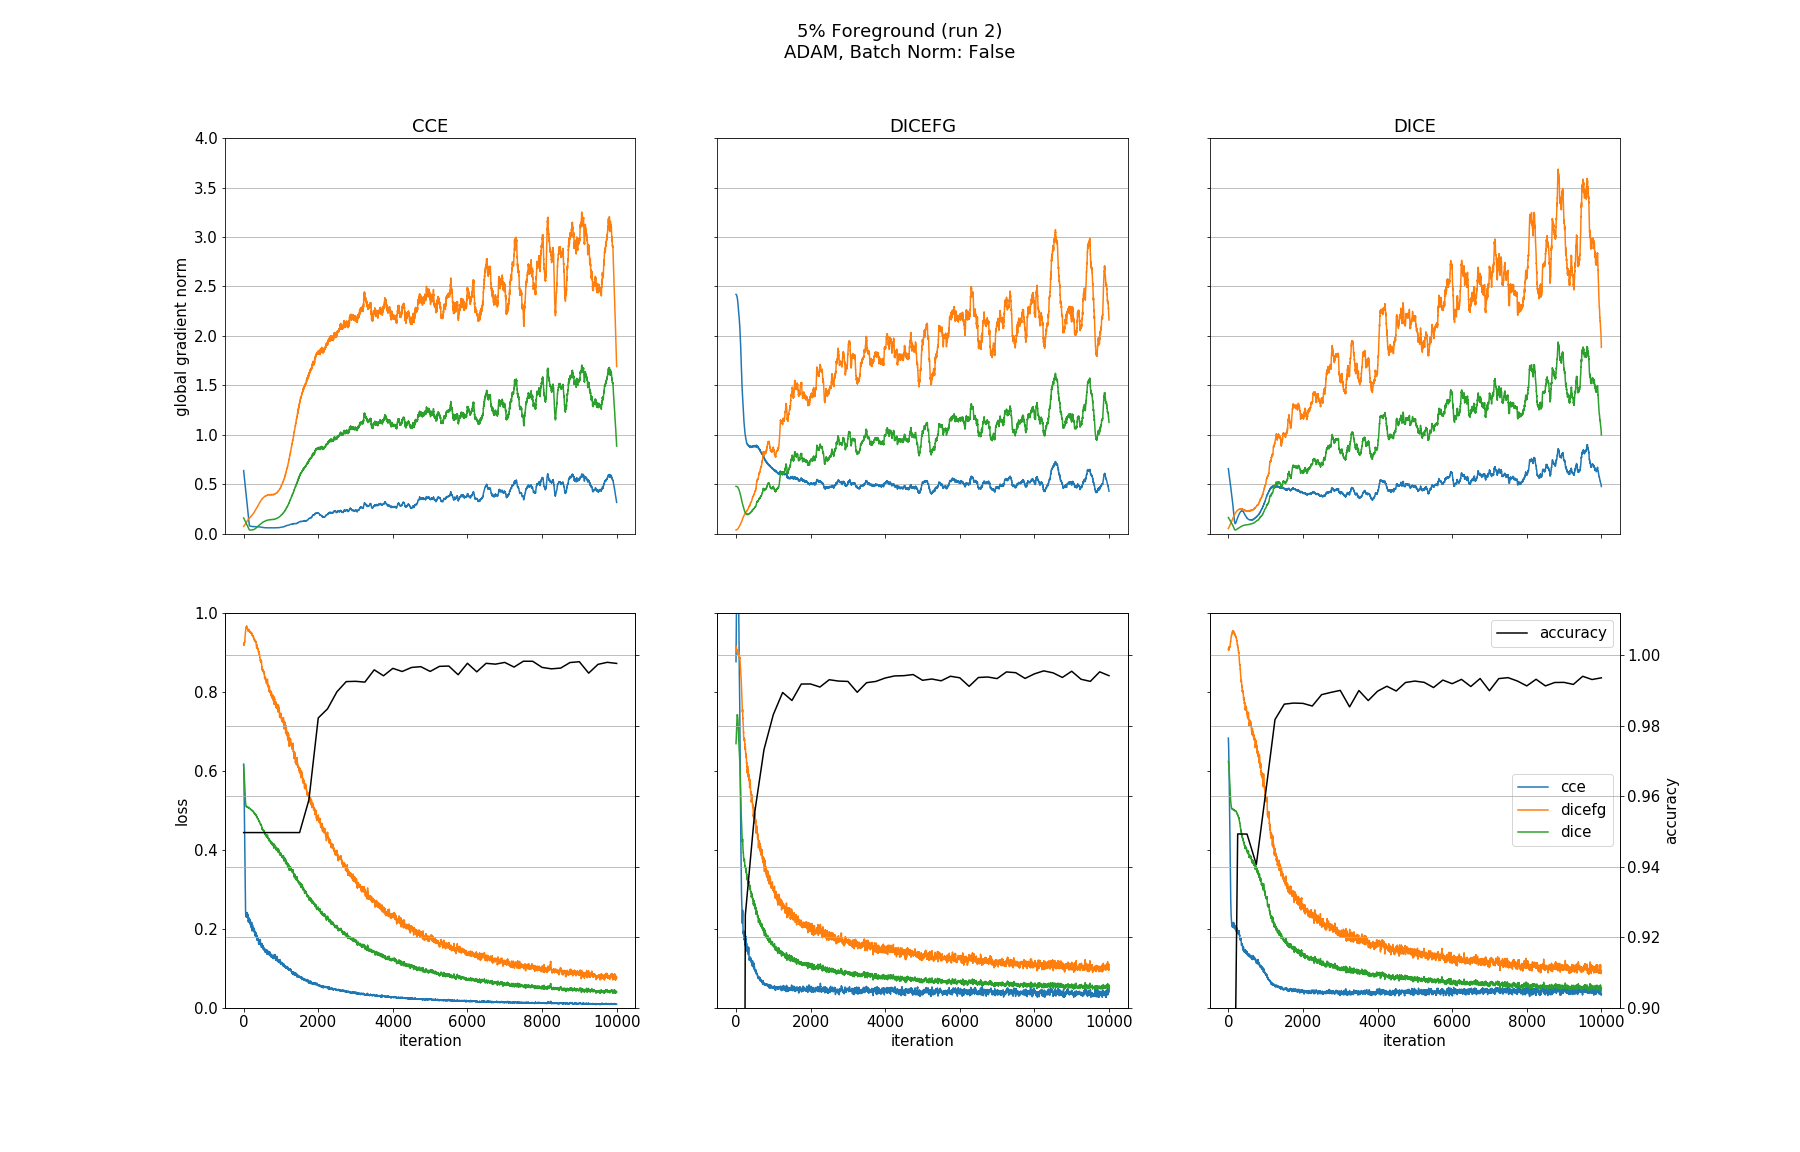 5% Foreground (run 2)
ADAM, Batch Norm: False
CCE
DICEFG
DICE
4.0
3.5
3.0
2.5
2.0
1.5
1.0
0.5
0.0
global gradient norm
1.0
0.8
0.6
0.4
0.2
0.0
loss
0 2000 4000 6000 8000 10000
iteration
0 2000 4000 6000 8000 10000
iteration
0 2000 4000 6000 8000 10000
iteration
accuracy
cce
dicefg
dice
1.00
0.98
0.96
0.94
0.92
0.90
accuracy